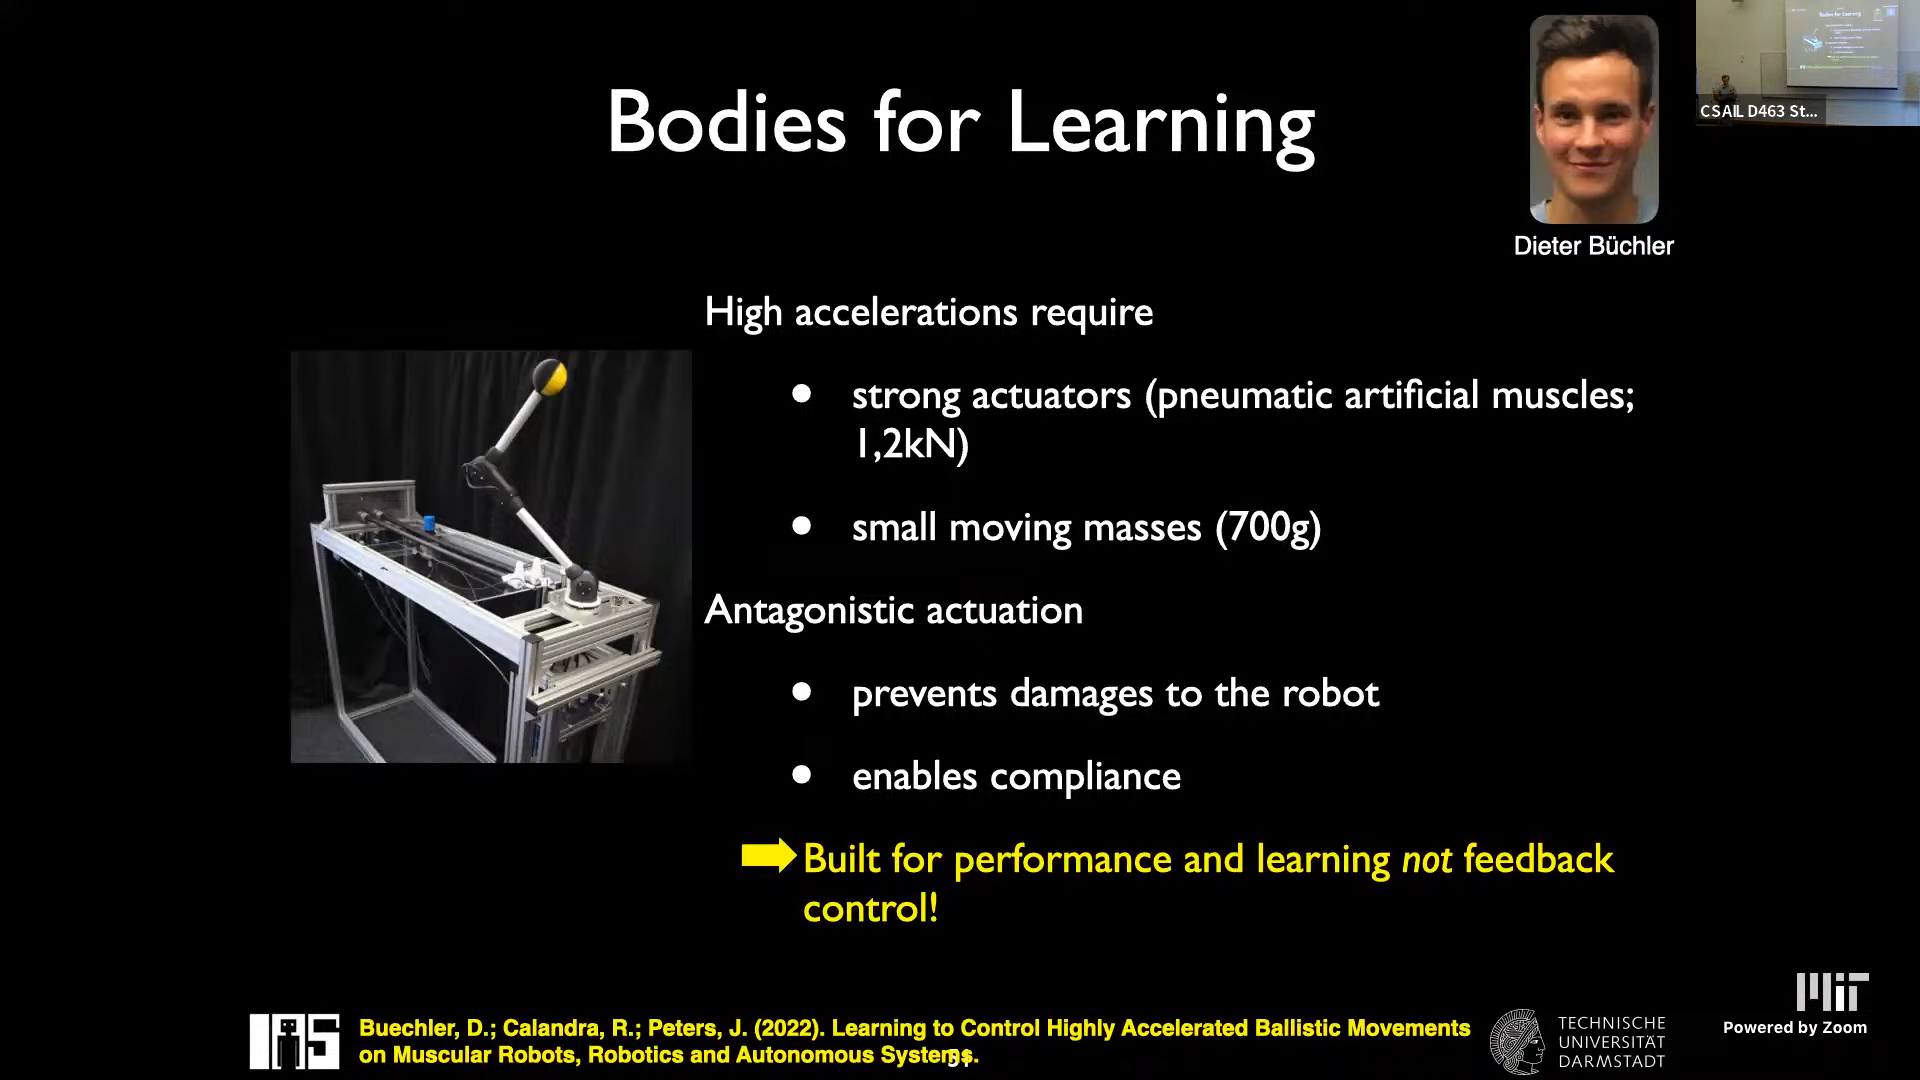 Bodies for Learning
CSAIL D463 St...
Dieter Büchler
High accelerations require
● strong actuators (pneumatic artificial muscles;
1,2kN)
● small moving masses (700g)
Antagonistic actuation
● prevents damages to the robot
● enables compliance
Built for performance and learning not feedback
control!
IAS
Buechler, D.; Calandra, R.; Peters, J. (2022). Learning to Control Highly Accelerated Ballistic Movements
on Muscular Robots, Robotics and Autonomous Systems.
TECHNISCHE
UNIVERSITÄT
DARMSTADT
MIT
Powered by Zoom